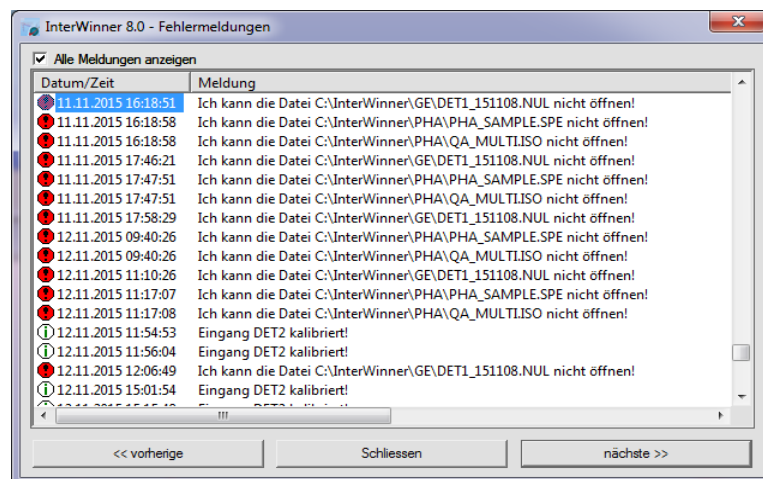 InterWinner 8.0 - Fehlermeldungen
Alle Meldungen anzeigen
Datum/Zeit Meldung
11.11.2015 16:18:51 Ich kann die Datei C:\InterWinner\GE\DET1_151108.NUL nicht öffnen!
11.11.2015 16:18:58 Ich kann die Datei C:\InterWinner\PHA\PHA_SAMPLE.SPE nicht öffnen!
11.11.2015 16:18:58 Ich kann die Datei C:\InterWinner\PHA\QA_MULTI.ISO nicht öffnen!
11.11.2015 17:46:21 Ich kann die Datei C:\InterWinner\GE\DET1_151108.NUL nicht öffnen!
11.11.2015 17:47:51 Ich kann die Datei C:\InterWinner\PHA\PHA_SAMPLE.SPE nicht öffnen!
11.11.2015 17:47:51 Ich kann die Datei C:\InterWinner\PHA\QA_MULTI.ISO nicht öffnen!
11.11.2015 17:58:29 Ich kann die Datei C:\InterWinner\GE\DET1_151108.NUL nicht öffnen!
12.11.2015 09:40:26 Ich kann die Datei C:\InterWinner\PHA\PHA_SAMPLE.SPE nicht öffnen!
12.11.2015 09:40:26 Ich kann die Datei C:\InterWinner\PHA\QA_MULTI.ISO nicht öffnen!
12.11.2015 11:10:26 Ich kann die Datei C:\InterWinner\GE\DET1_151108.NUL nicht öffnen!
12.11.2015 11:17:07 Ich kann die Datei C:\InterWinner\PHA\PHA_SAMPLE.SPE nicht öffnen!
12.11.2015 11:17:08 Ich kann die Datei C:\InterWinner\PHA\QA_MULTI.ISO nicht öffnen!
12.11.2015 11:54:53 Eingang DET2 kalibriert!
12.11.2015 11:56:04 Eingang DET2 kalibriert!
12.11.2015 12:06:49 Ich kann die Datei C:\InterWinner\GE\DET1_151108.NUL nicht öffnen!
12.11.2015 15:01:54 Eingang DET2 kalibriert!
<< vorherige Schliessen nächste >>